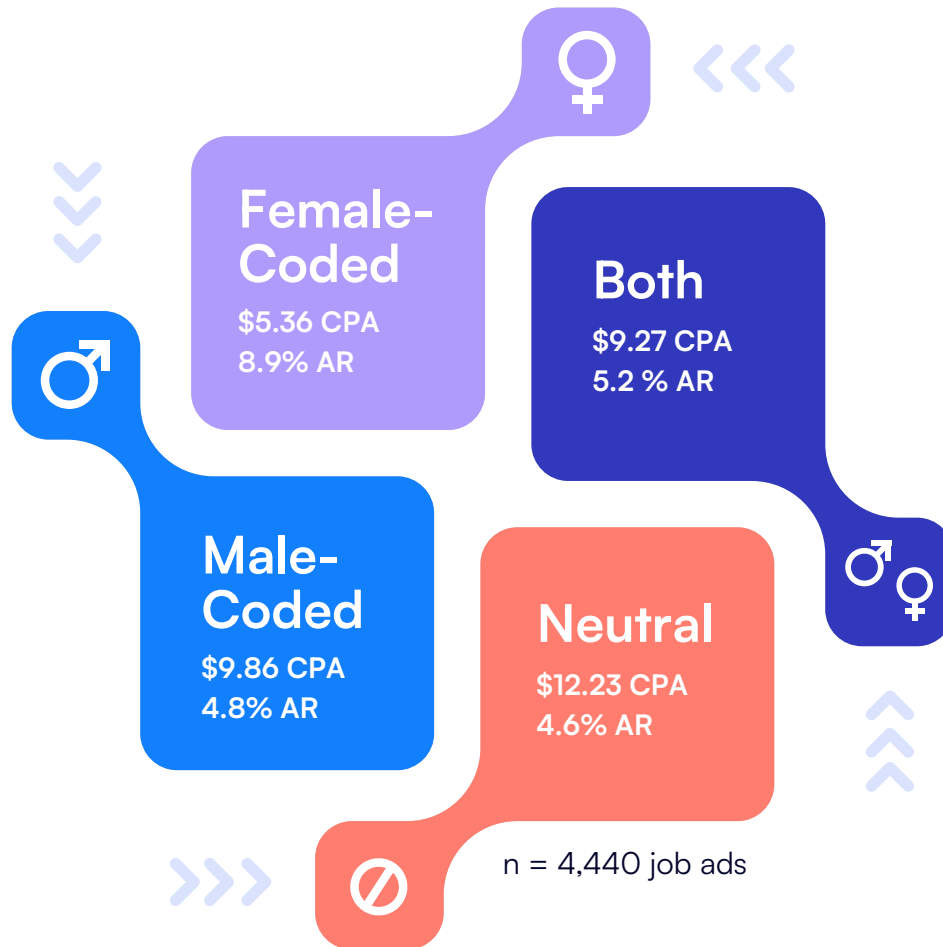 Female-
Coded
$5.36 CPA
8.9% AR
Both
$9.27 CPA
5.2 % AR
Male-
Coded
$9.86 CPA
4.8% AR
Neutral
$12.23 CPA
4.6% AR
n = 4,440 job ads